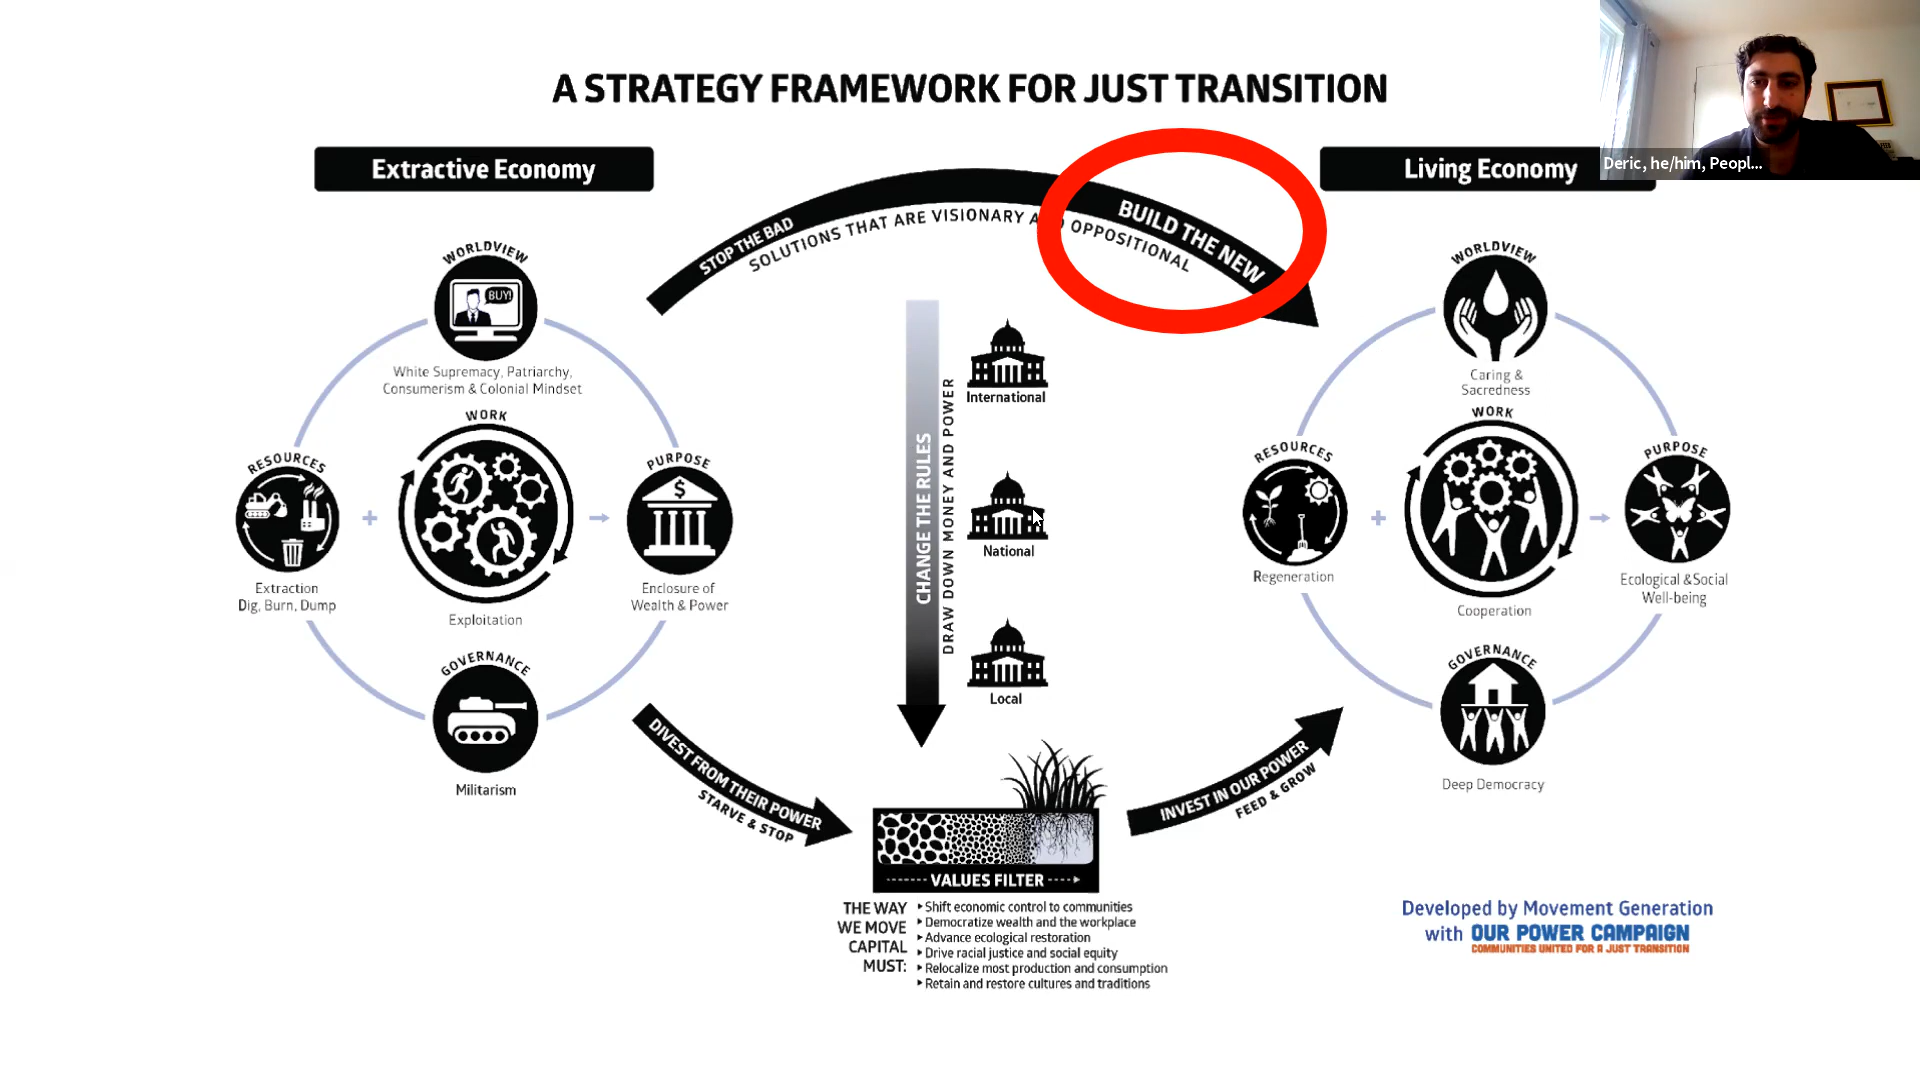 A STRATEGY FRAMEWORK FOR JUST TRANSITION
Deric, he/him, Peopl...
Extractive Economy
WORLDVIEW
BUY!
White Supremacy, Patriarchy,
Consumerism & Colonial Mindset
RESOURCES
Extraction
Dig, Burn, Dump
WORK
Exploitation
PURPOSE
$
Enclosure of
Wealth & Power
GOVERNANCE
Militarism
STOP THE BAD
BUILD THE NEW
SOLUTIONS THAT ARE VISIONARY A D OPPOSITIONAL
CHANGE THE RULES
DRAW DOWN MONEY AND POWER
International
National
Local
DIVEST FROM THEIR POWER
STARVE & STOP
INVEST IN OUR POWER
FEED & GROW
VALUES FILTER
THE WAY
WE MOVE
CAPITAL
MUST:
Shift economic control to communities
Democratize wealth and the workplace
Advance ecological restoration
Drive racial justice and social equity
Relocalize most production and consumption
Retain and restore cultures and traditions
Living Economy
WORLDVIEW
Caring &
Sacredness
RESOURCES
Regeneration
WORK
Cooperation
PURPOSE
Ecological &Social
Well-being
GOVERNANCE
Deep Democracy
Developed by Movement Generation
with OUR POWER CAMPAIGN
COMMUNITIES UNITED FOR A JUST TRANSITION